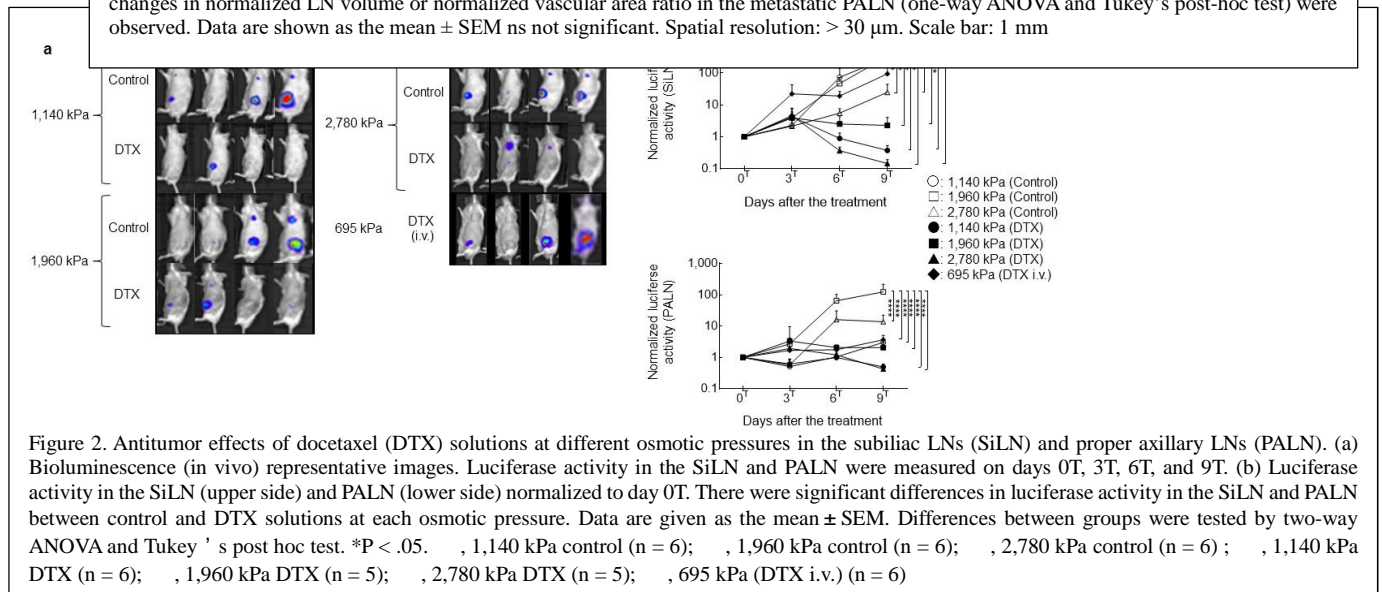 changes in normalized LN volume or normalized vascular area ratio in the metastatic PALN (one-way ANOVA and Tukey's post-hoc test) were
observed. Data are shown as the mean ± SEM ns not significant. Spatial resolution: > 30 μm. Scale bar: 1 mm
a
Control
1,140 kPa
DTX
Control
1,960 kPa
DTX
Control
2,780 kPa
DTX
695 kPa
DTX
(i.v.)
Normalized
activity (SiLN)
100
10
1
0.1
0T 3T 6T 9T
Days after the treatment
○: 1,140 kPa (Control)
□: 1,960 kPa (Control)
△: 2,780 kPa (Control)
●: 1,140 kPa (DTX)
■: 1,960 kPa (DTX)
▲: 2,780 kPa (DTX)
◆: 695 kPa (DTX i.v.)
Normalized luciferse
activity (PALN)
1,000
100
10
1
0.1
0T 3T 6T 9T
Days after the treatment
Figure 2. Antitumor effects of docetaxel (DTX) solutions at different osmotic pressures in the subiliac LNs (SiLN) and proper axillary LNs (PALN). (a)
Bioluminescence (in vivo) representative images. Luciferase activity in the SiLN and PALN were measured on days 0T, 3T, 6T, and 9T. (b) Luciferase
activity in the SiLN (upper side) and PALN (lower side) normalized to day 0T. There were significant differences in luciferase activity in the SiLN and PALN
between control and DTX solutions at each osmotic pressure. Data are given as the mean ± SEM. Differences between groups were tested by two-way
ANOVA and Tukey ' s post hoc test. *P < .05. , 1,140 kPa control (n = 6); , 1,960 kPa control (n = 6); , 2,780 kPa control (n = 6) ; , 1,140 kPa
DTX (n = 6); , 1,960 kPa DTX (n = 5); , 2,780 kPa DTX (n = 5); , 695 kPa (DTX i.v.) (n = 6)